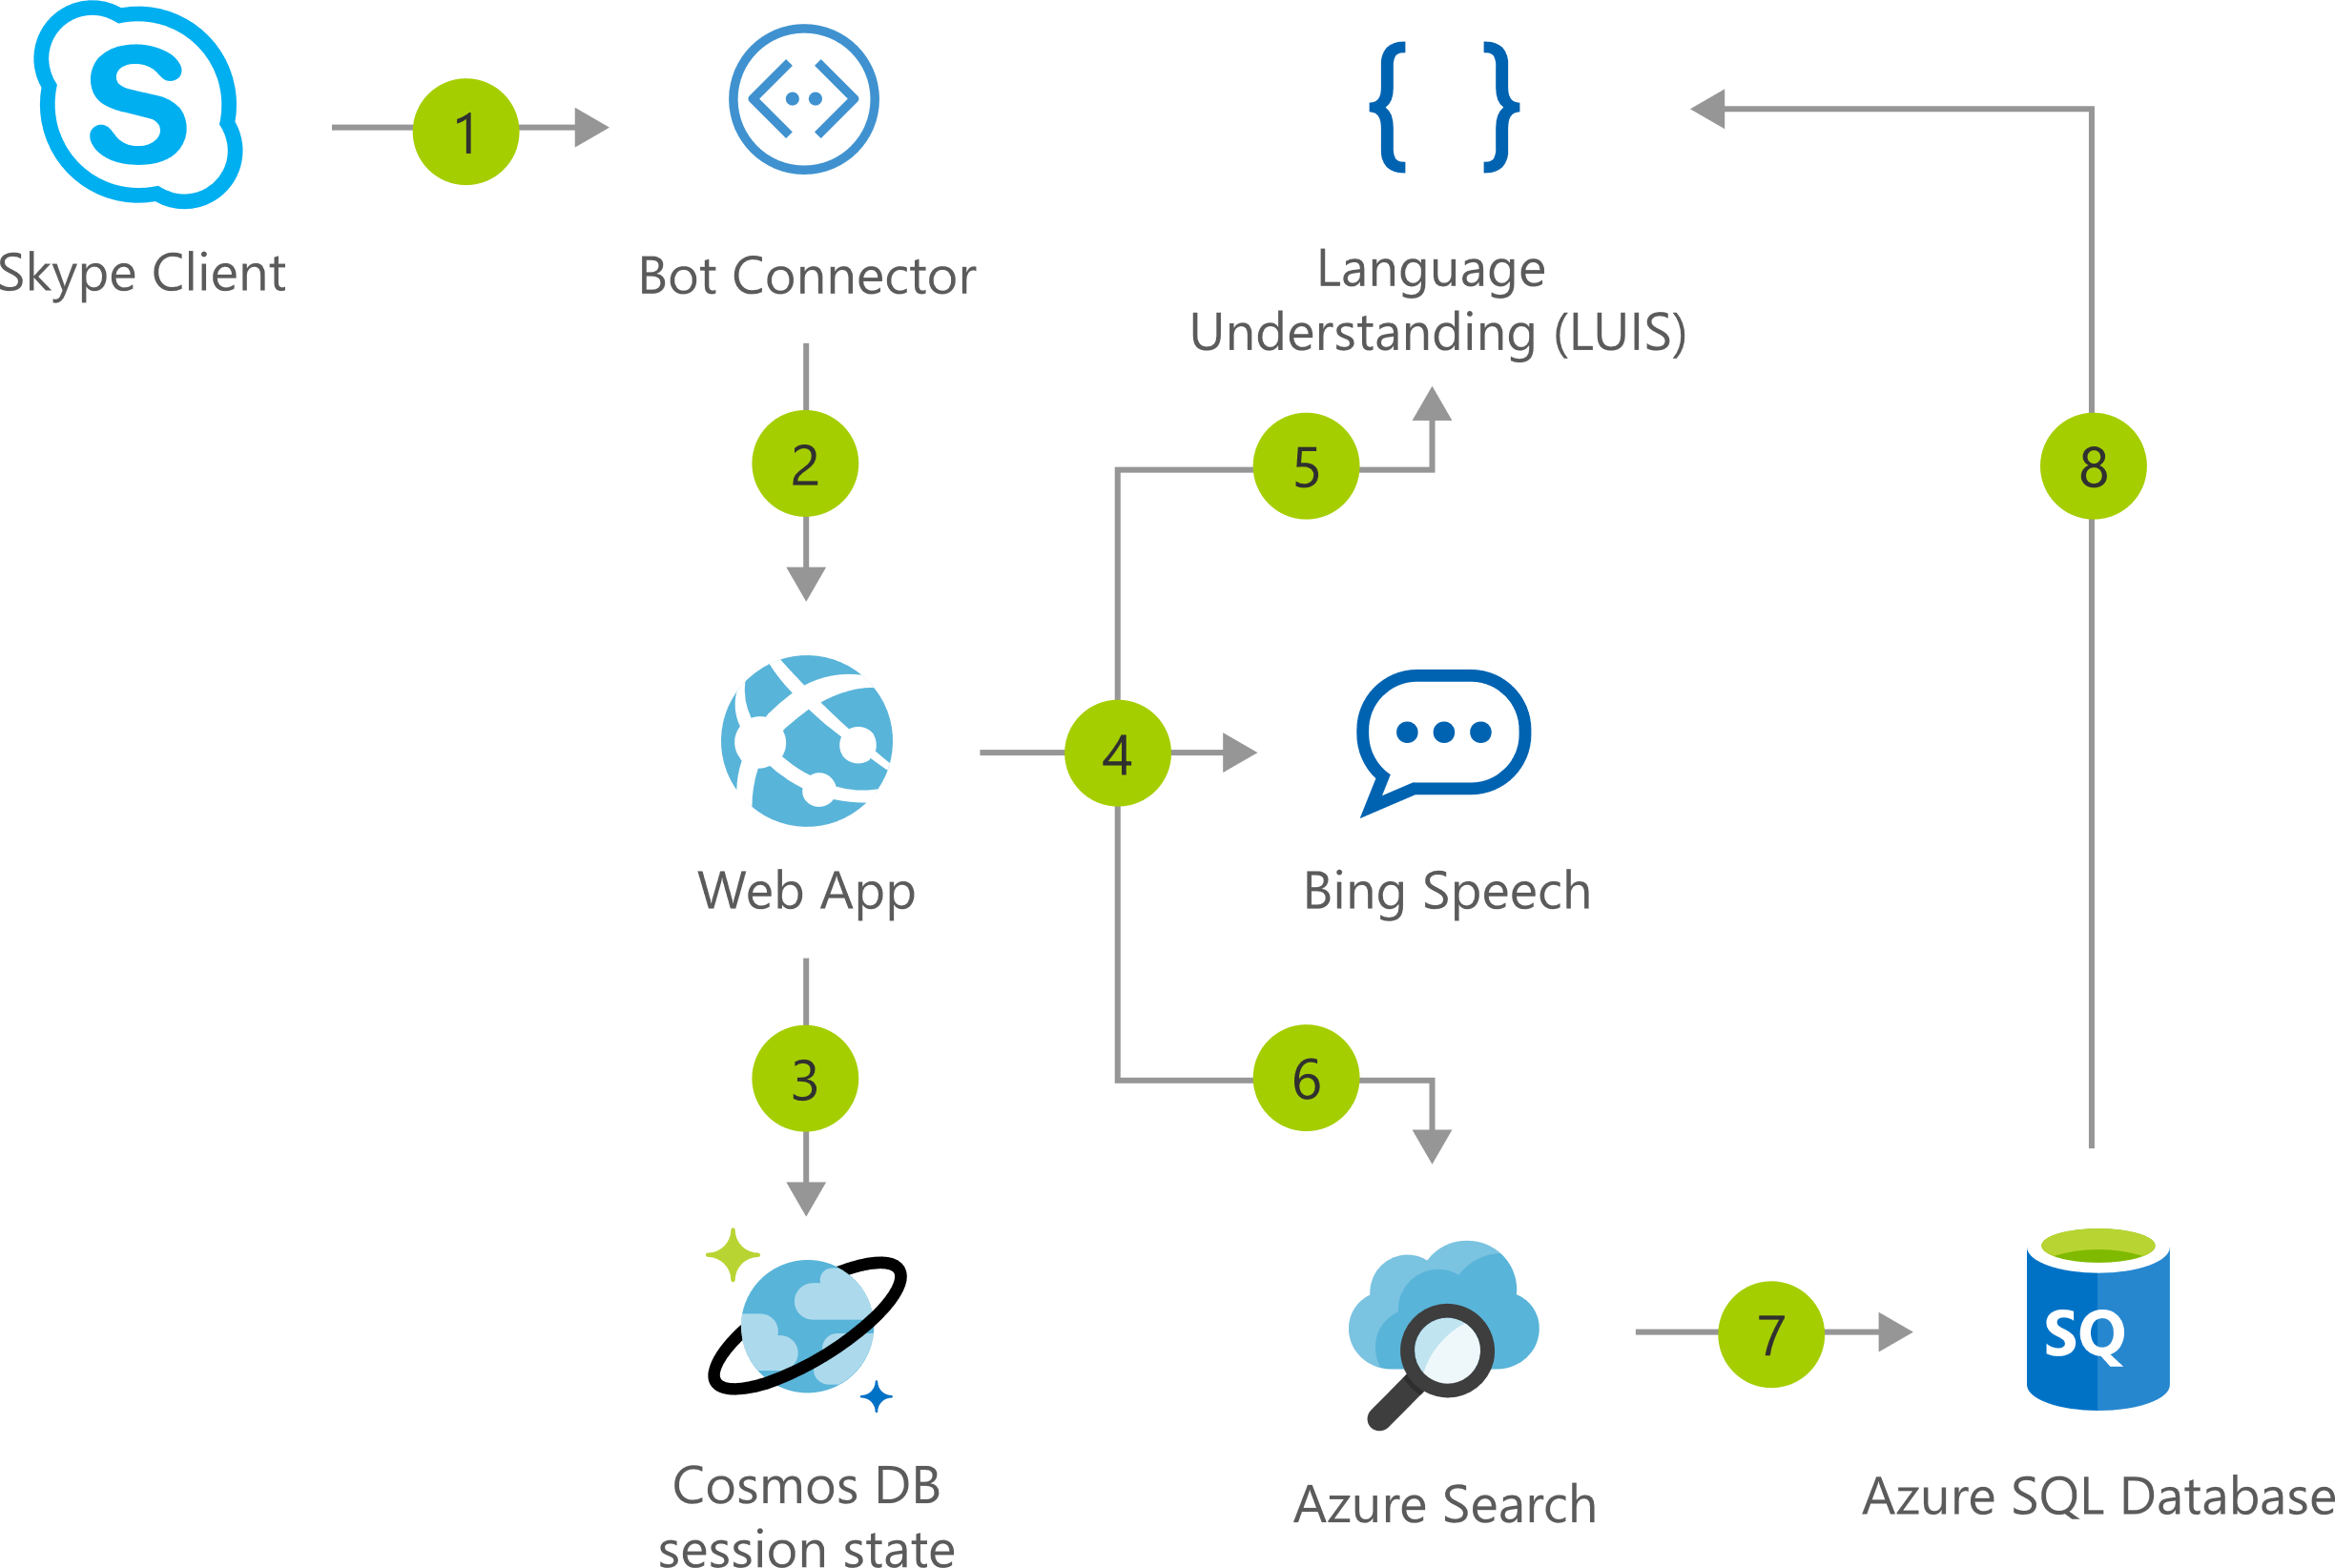 S
1
Skype Client
Bot Connector
Language
Understanding (LUIS)
2
5
8
4
Web App
Bing Speech
3
6
7
SQ
Cosmos DB
session state
Azure Search
Azure SQL Database